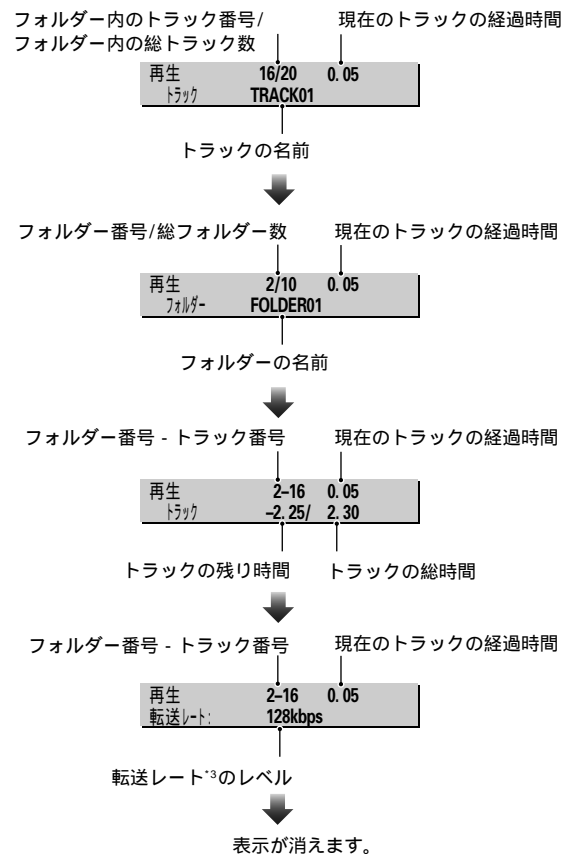 フォルダー内のトラック番号/
フォルダー内の総トラック数
現在のトラックの経過時間
再生 16/20 0. 05
トラック TRACK01
トラックの名前
フォルダー番号/総フォルダー数 現在のトラックの経過時間
再生 2/10 0. 05
フォルダー FOLDER01
フォルダーの名前
フォルダー番号 - トラック番号 現在のトラックの経過時間
再生 2–16 0. 05
トラック –2. 25/ 2. 30
トラックの残り時間 トラックの総時間
フォルダー番号 - トラック番号 現在のトラックの経過時間
再生 2–16 0. 05
転送レート: 128kbps
転送レート*3のレベル
表示が消えます。